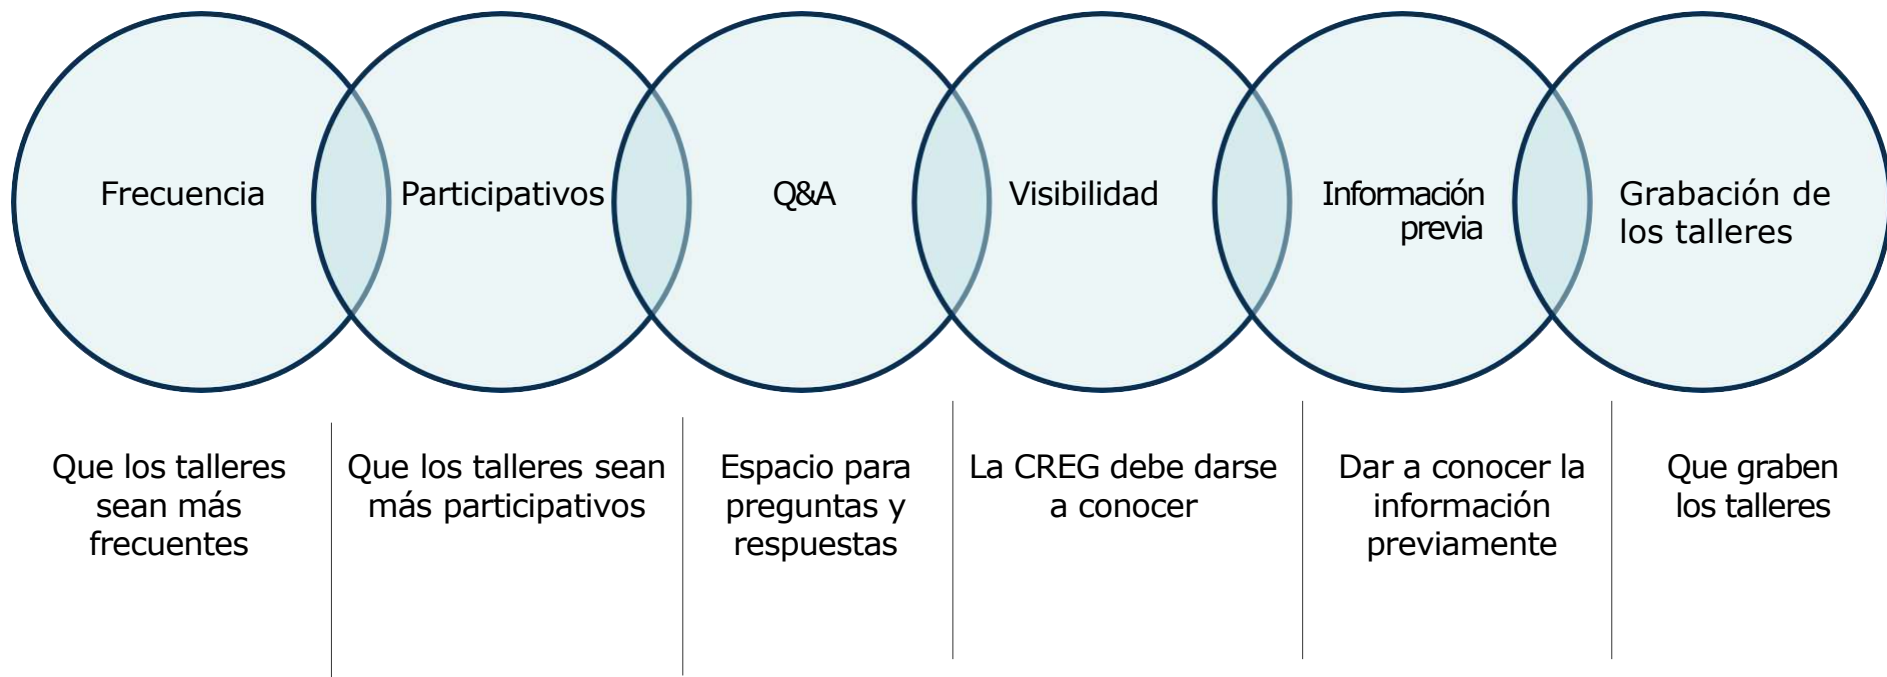 Frecuencia
Participativos
Q&A
Visibilidad
Información
previa
Grabación de
los talleres
Que los talleres
sean más
frecuentes
Que los talleres sean
más participativos
Espacio para
preguntas y
respuestas
La CREG debe darse
a conocer
Dar a conocer la
información
previamente
Que graben
los talleres